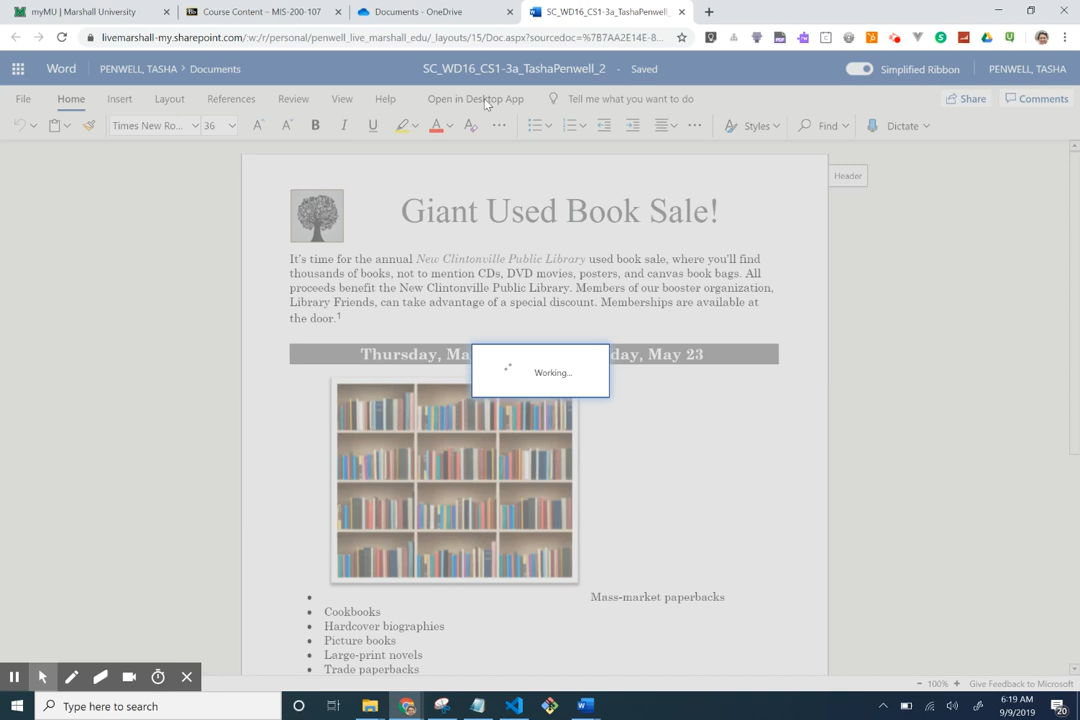 myMU | Marshall University
Course Content – MIS-200-107
Documents - OneDrive
SC_WD16_CS1-3a_TashaPenwell_
livemarshall-my.sharepoint.com/:w:/r/personal/penwell_live_marshall_edu/_layouts/15/Doc.aspx?sourcedoc=%7B7AA2E14E-8...
Word PENWELL, TASHA > Documents SC_WD16_CS1-3a_TashaPenwell_2 - Saved Simplified Ribbon PENWELL, TASHA
File Home Insert Layout References Review View Help Open in Desktop App Tell me what you want to do Share Comments
Times New Ro... 36 A A B I U A A Styles Find Dictate
Header
Giant Used Book Sale!
It's time for the annual New Clintonville Public Library used book sale, where you'll find
thousands of books, not to mention CDs, DVD movies, posters, and canvas book bags. All
proceeds benefit the New Clintonville Public Library. Members of our booster organization,
Library Friends, can take advantage of a special discount. Memberships are available at
the door.1
Thursday, Ma day, May 23
Working...
• Mass-market paperbacks
• Cookbooks
• Hardcover biographies
• Picture books
• Large-print novels
• Trade paperbacks
- 100% + Give Feedback to Microsoft
Type here to search
6:19 AM
9/9/2019
20